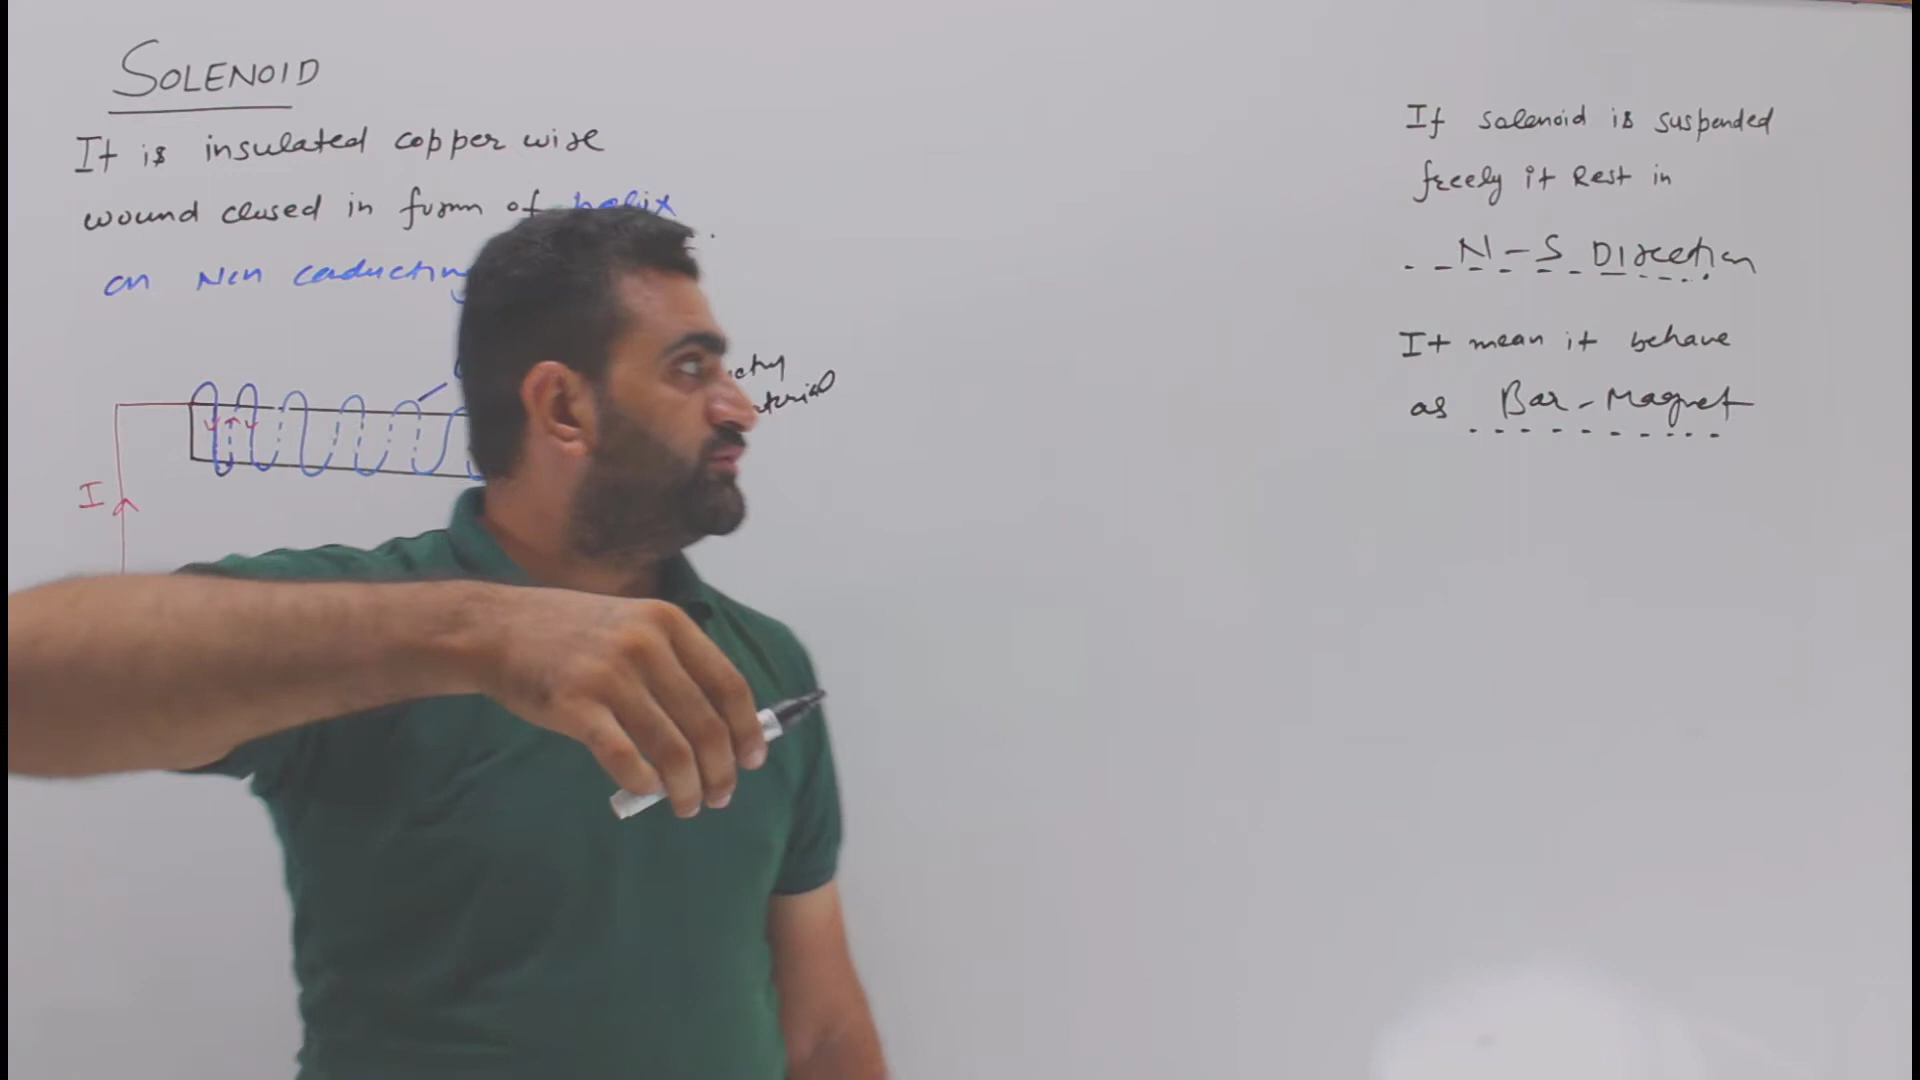 SOLENOID
It is insulated copper wire
wound closed in form of helix
on Non conducting
I
If solenoid is suspended
freely it Rest in
N-S Direction
It mean it behave
as Bar-Magnet